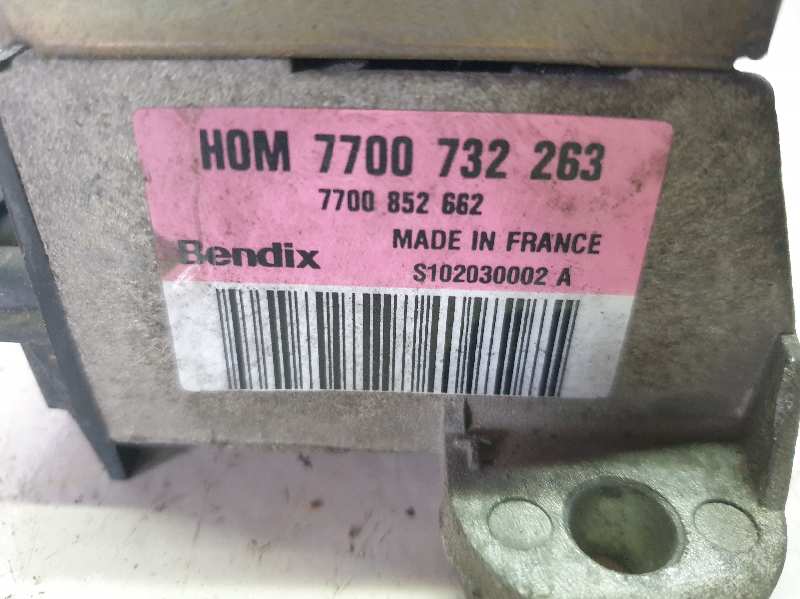 HOM 7700 732 263
7700 852 662
Bendix MADE IN FRANCE
S102030002 A